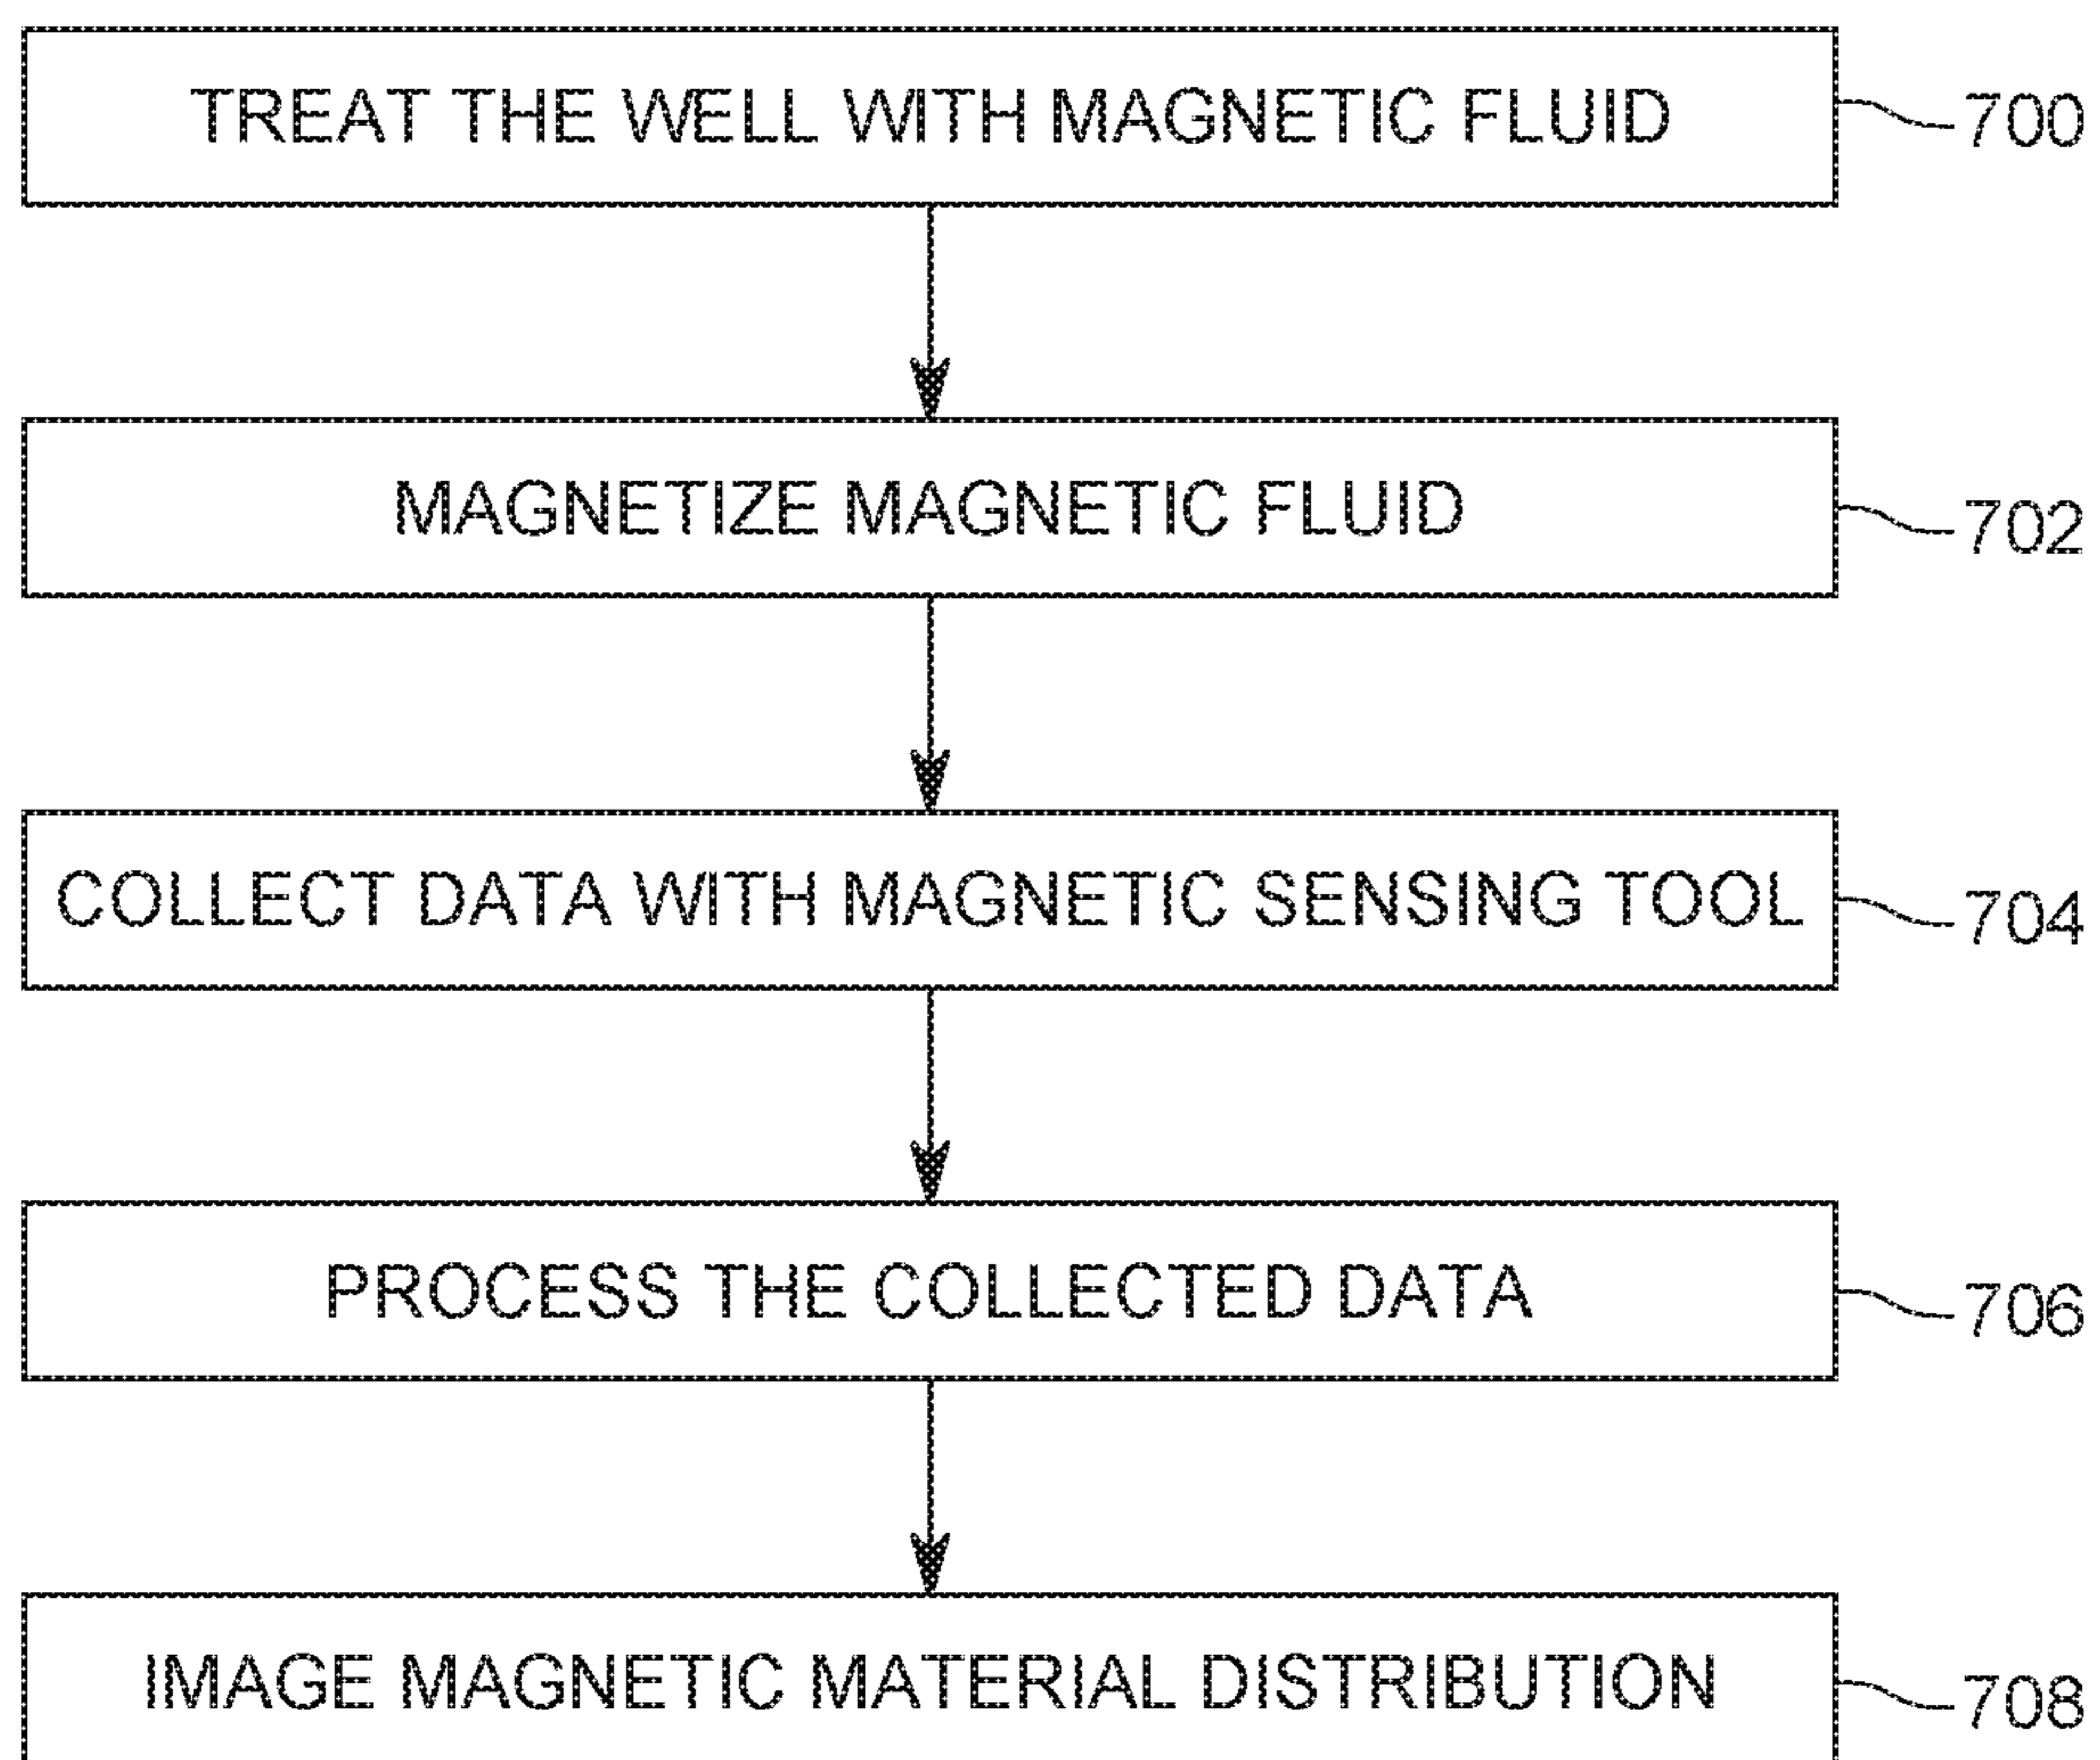 TREAT THE WELL WITH MAGNETIC FLUID
700
MAGNETIZE MAGNETIC FLUID
702
COLLECT DATA WITH MAGNETIC SENSING TOOL
704
PROCESS THE COLLECTED DATA
706
IMAGE MAGNETIC MATERIAL DISTRIBUTION
708